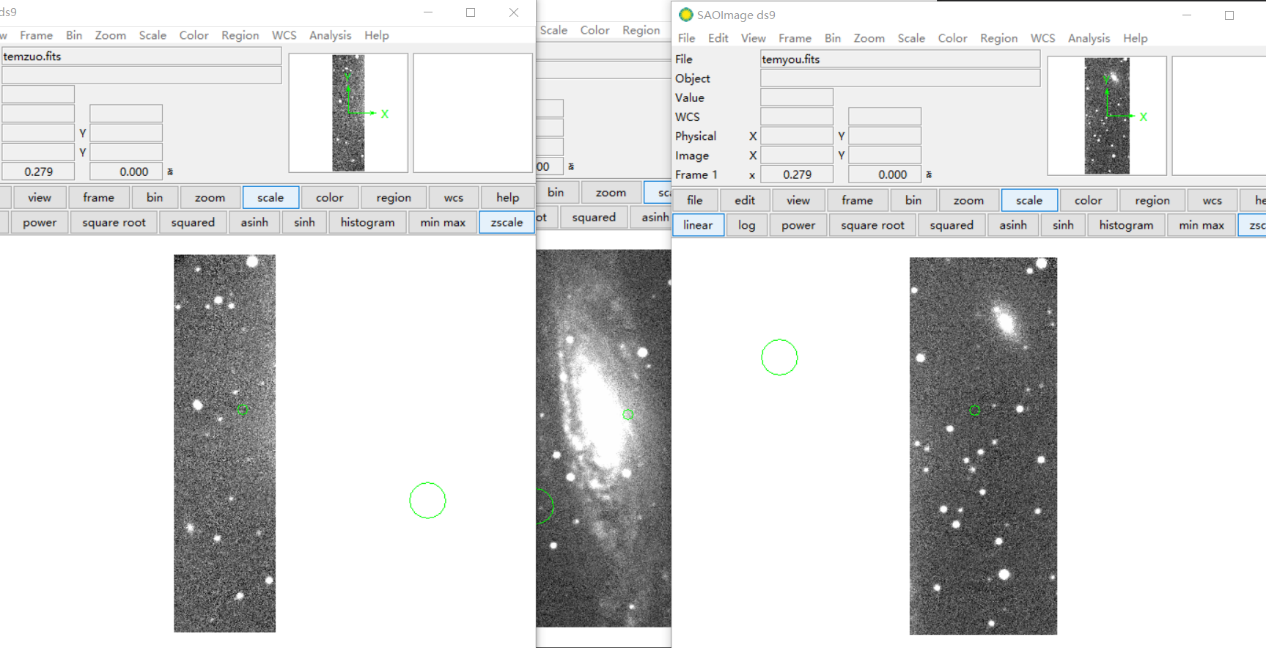 ds9
w Frame Bin Zoom Scale Color Region WCS Analysis Help
temzuo.fits
Y
Y
0.279 0.000 a
X
view frame bin zoom scale color region wcs help
power square root squared asinh sinh histogram min max zscale
Scale Color Region
00 a
bin zoom sca
ot squared asinh
SAOImage ds9
File Edit View Frame Bin Zoom Scale Color Region WCS Analysis Help
File temyou.fits
Object
Value
WCS
Physical X Y
Image X Y
Frame 1 x 0.279 0.000 a
Y
X
file edit view frame bin zoom scale color region wcs he
linear log power square root squared asinh sinh histogram min max zsc